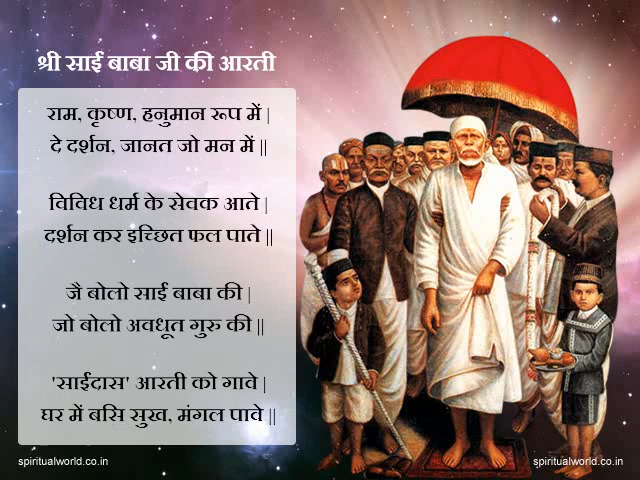 श्री साईं बाबा जी की आरती
राम, कृष्ण, हनुमान रूप में |
दे दर्शन, जानत जो मन में ||
विविध धर्म के सेवक आते |
दर्शन कर इच्छित फल पाते ||
जै बोलो साई बाबा की |
जो बोलो अवधूत गुरु की ||
'साईदास' आरती को गावे |
घर में बसि सुख, मंगल पावे ||
spiritualworld.co.in
spiritualworld.co.in